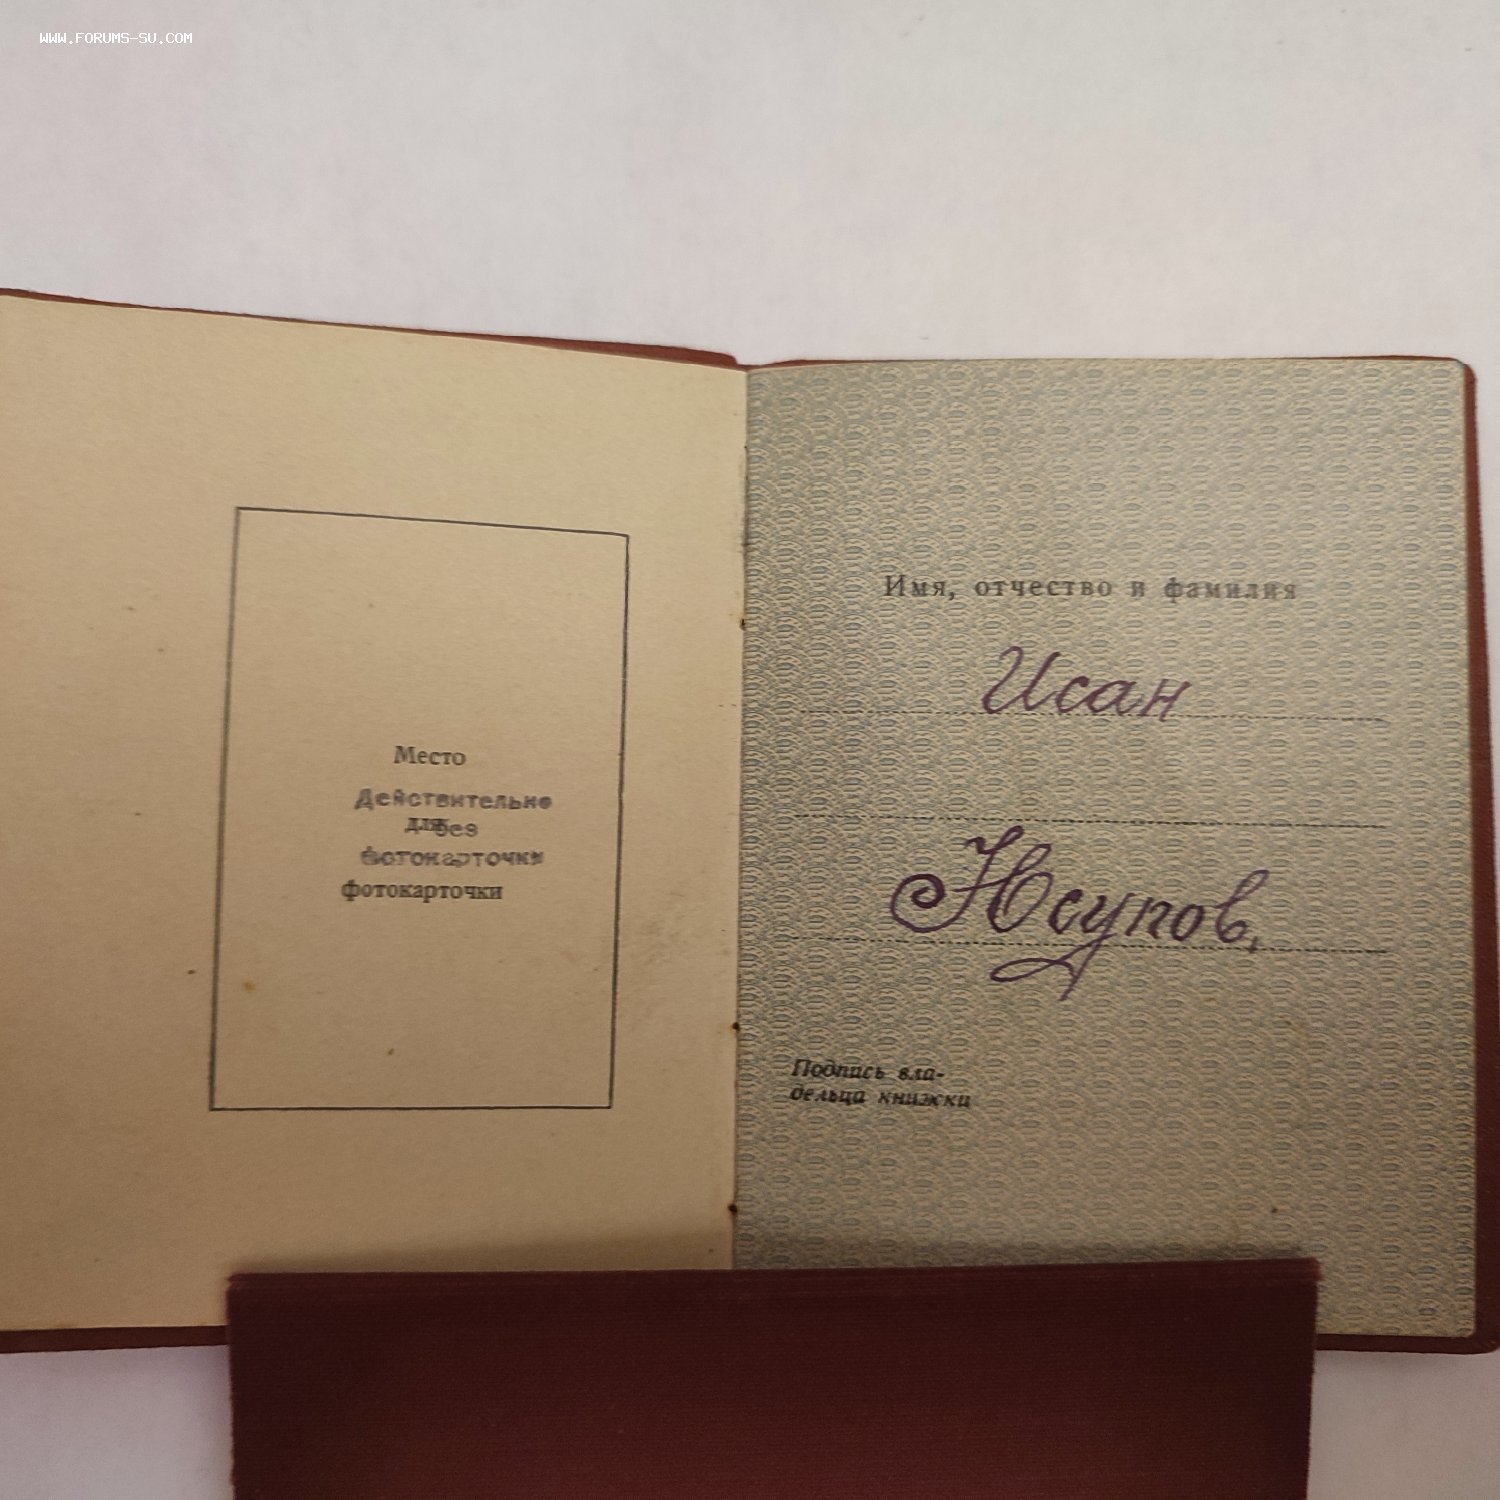 WWW.FORUMS-SU.COM
Место
Действительно
для без
фотокарточки
фотокарточки
Имя, отчество и фамилия
Исан
Юсупов,
Подпись вла-
дельца книжки